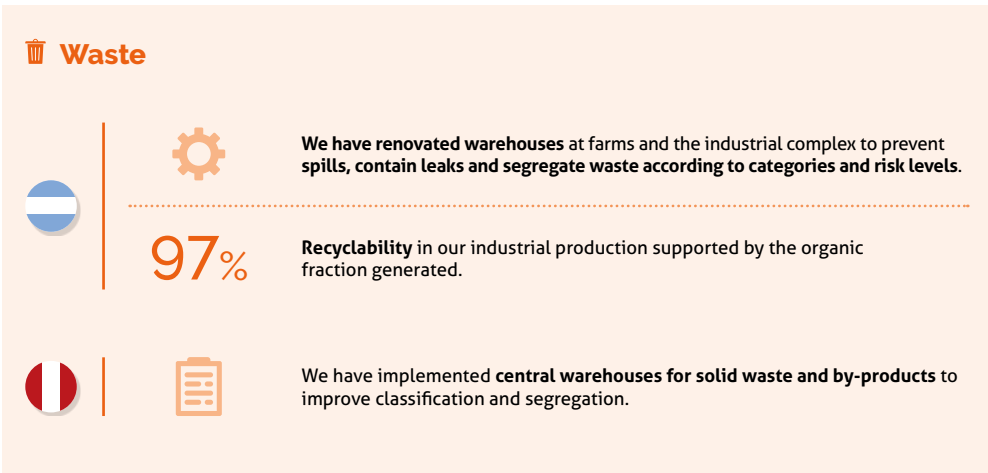 Waste
We have renovated warehouses at farms and the industrial complex to prevent
spills, contain leaks and segregate waste according to categories and risk levels.
97%
Recyclability in our industrial production supported by the organic
fraction generated.
We have implemented central warehouses for solid waste and by-products to
improve classification and segregation.